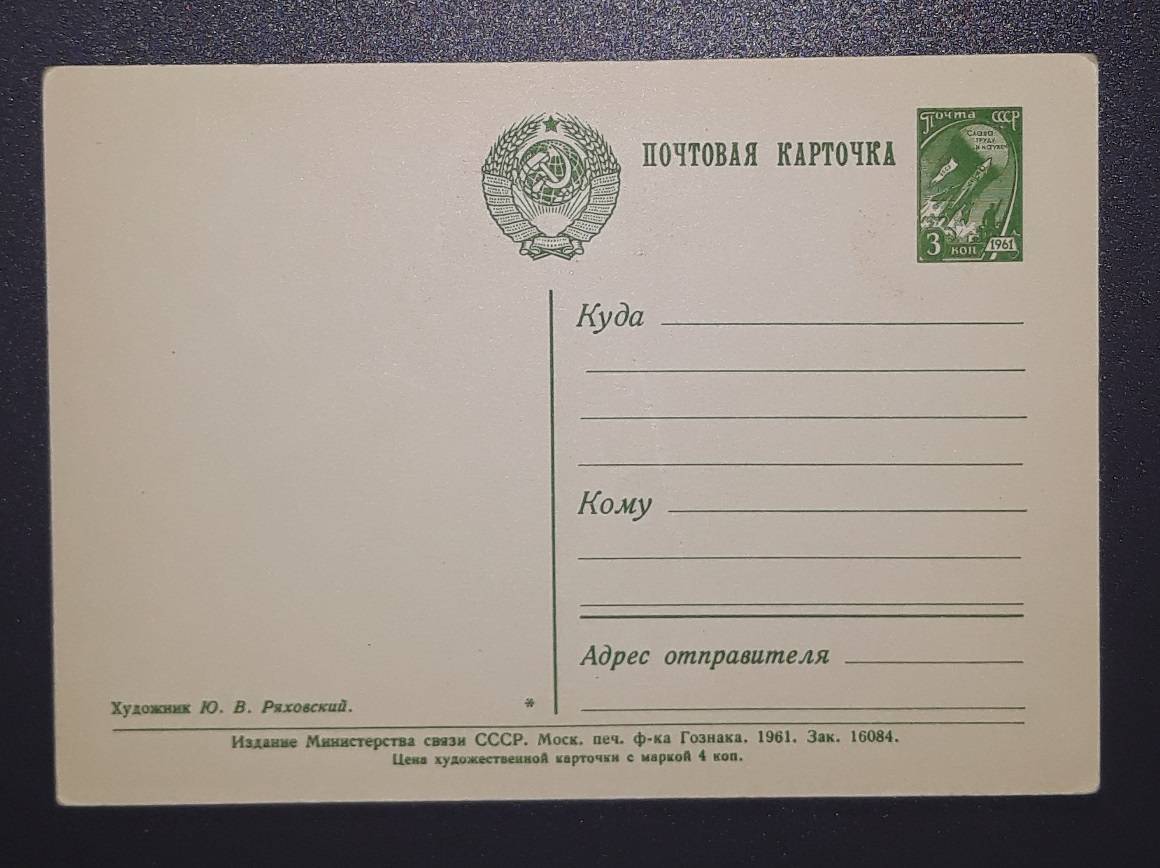 ПОЧТОВАЯ КАРТОЧКА
Почта СССР
СЛАВА
ТРУДУ
И НАУКЕ!
3 коп
1961
Куда
Кому
Адрес отправителя
Художник Ю. В. Ряховский.
*
Издание Министерства связи СССР. Моск. печ. ф-ка Гознака. 1961. Зак. 16084.
Цена художественной карточки с маркой 4 коп.